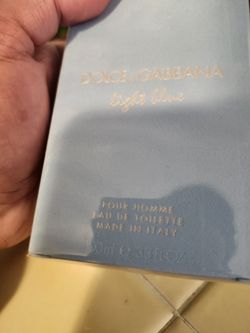 DOLCE & GABBANA
light blue
POUR HOMME
EAU DE TOILETTE
MADE IN ITALY